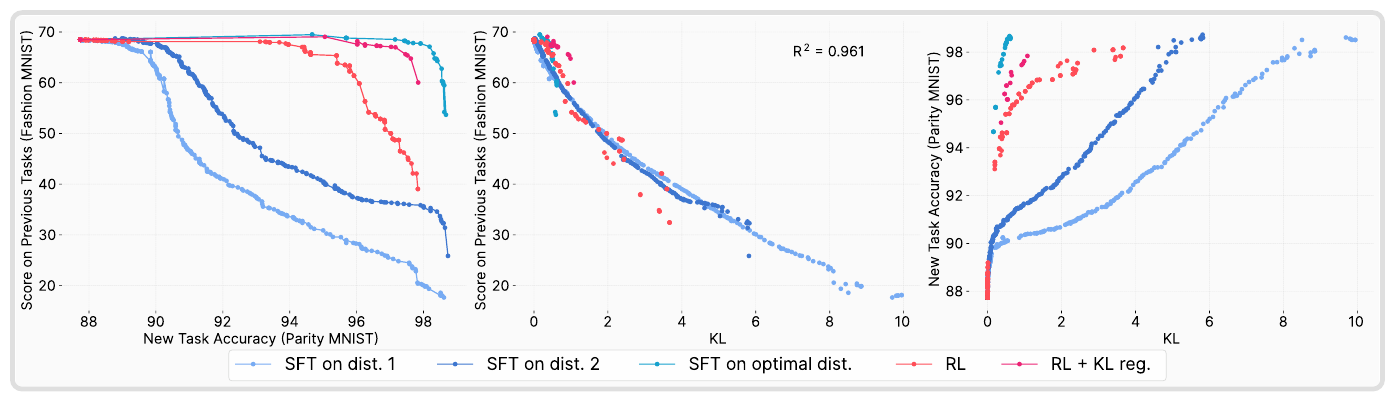 Score on Previous Tasks (Fashion MNIST)
70
60
50
40
30
20
88 90 92 94 96 98
New Task Accuracy (Parity MNIST)
Score on Previous Tasks (Fashion MNIST)
70
60
50
40
30
20
R² = 0.961
0 2 4 6 8 10
KL
New Task Accuracy (Parity MNIST)
98
96
94
92
90
88
0 2 4 6 8 10
KL
SFT on dist. 1 SFT on dist. 2 SFT on optimal dist. RL RL + KL reg.